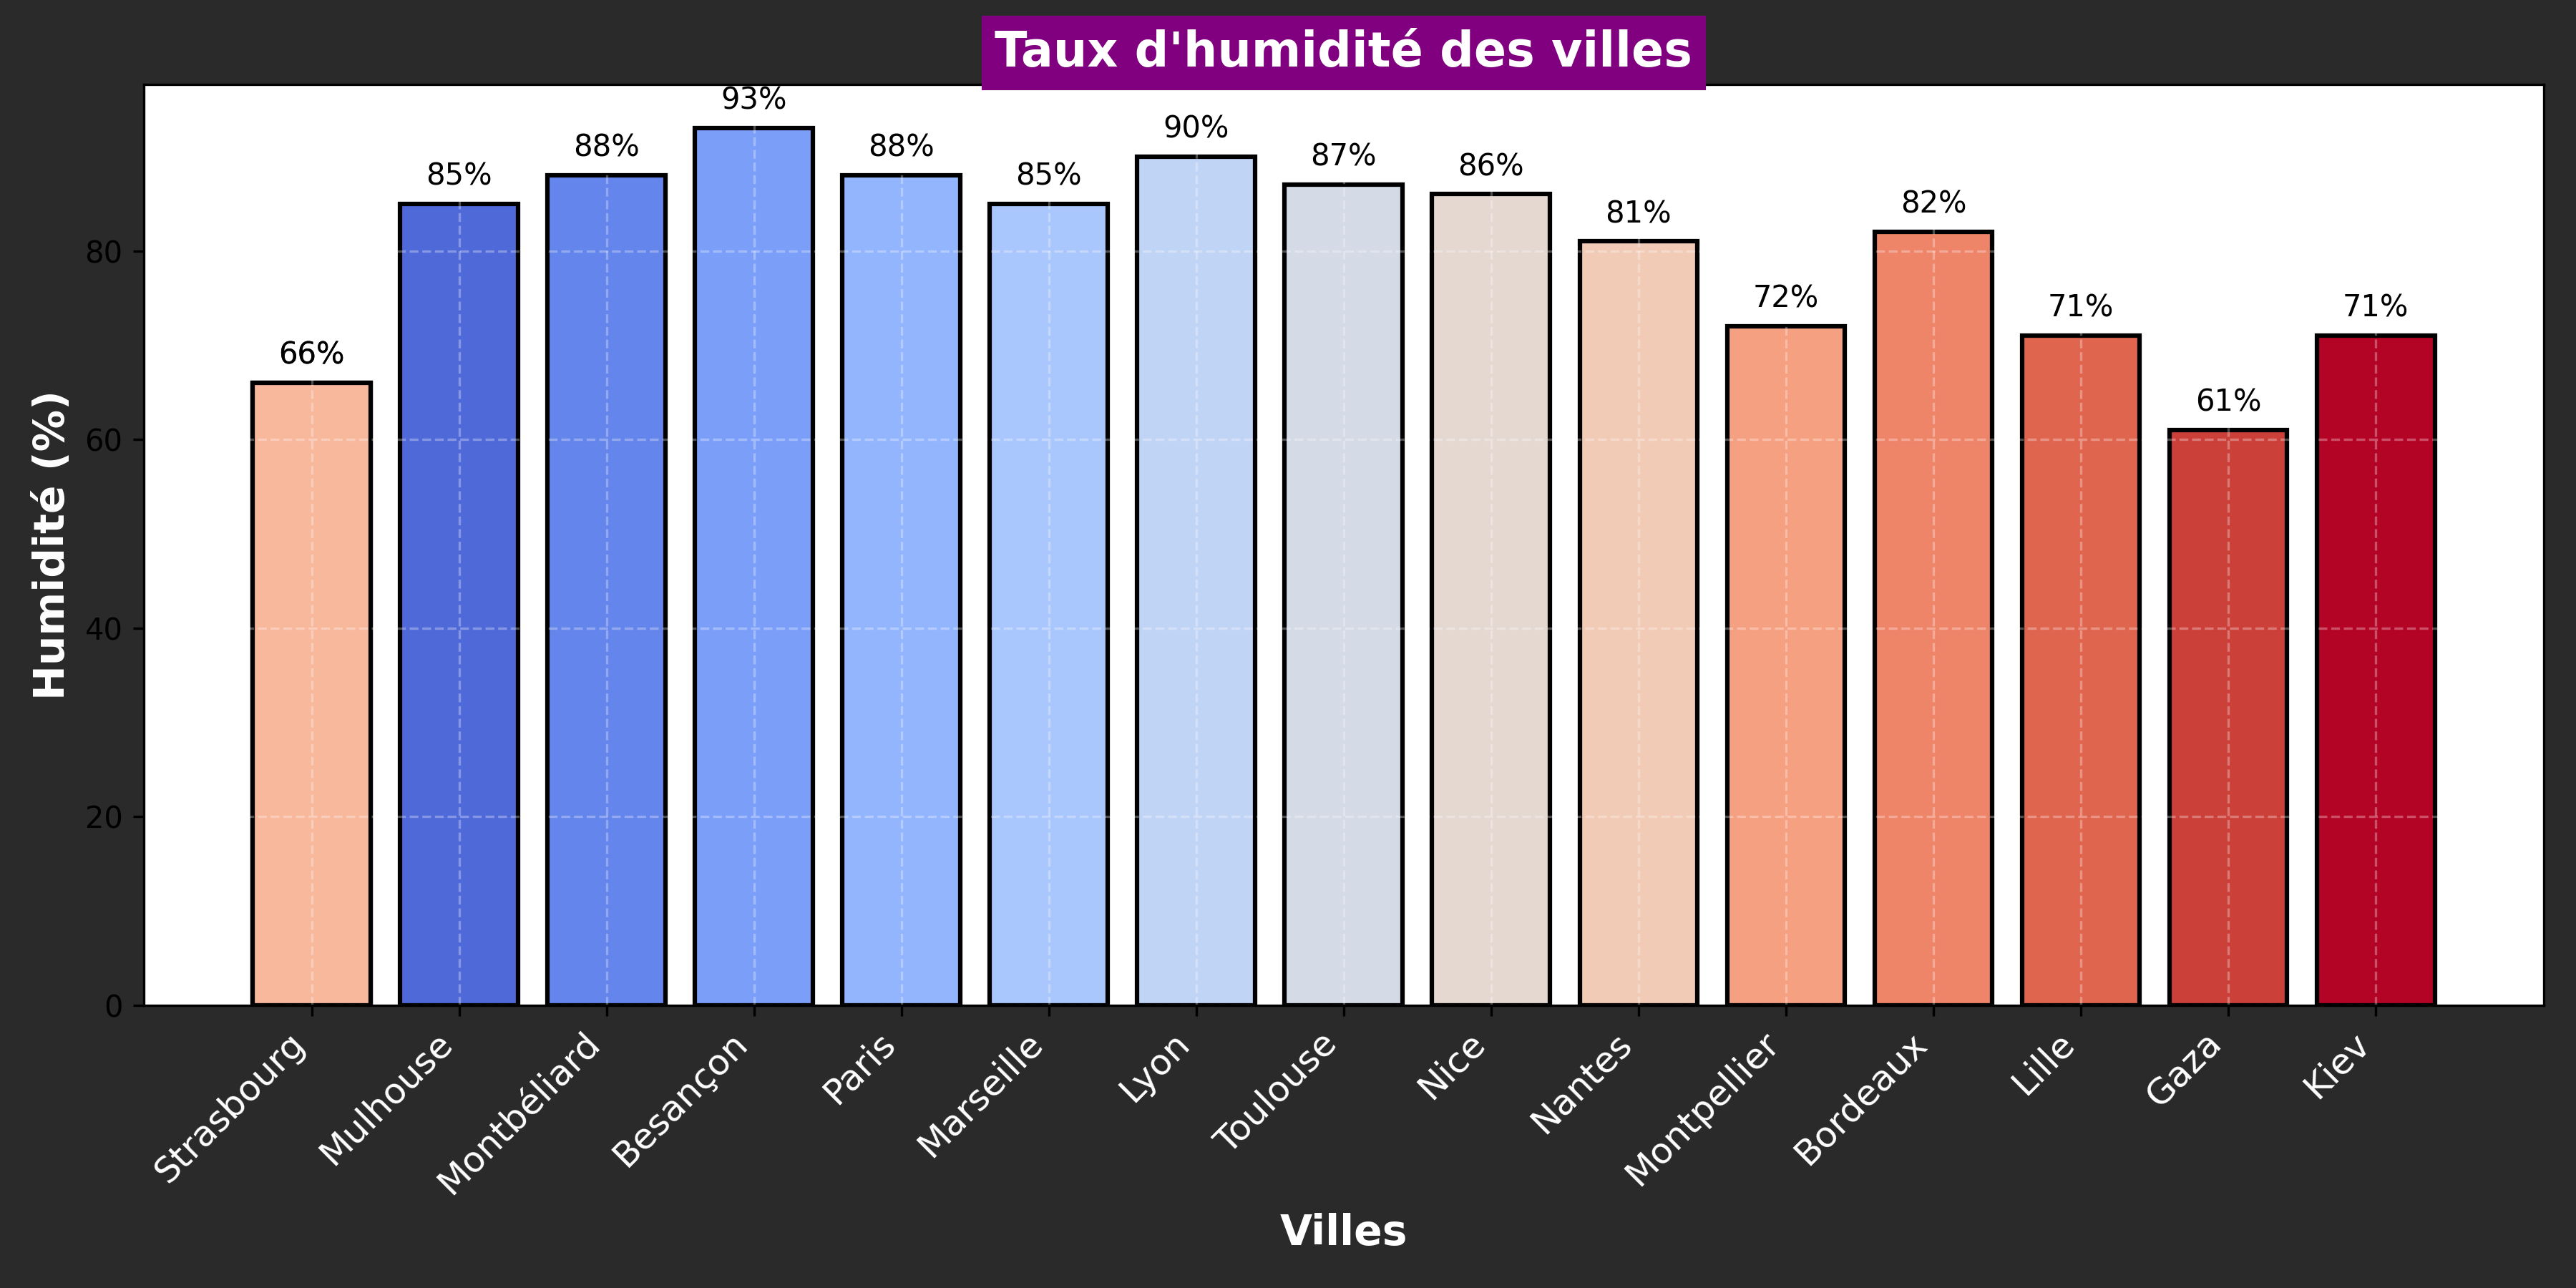 Taux d'humidité des villes
93%
90%
88%
88%
87%
86%
85%
85%
82%
81%
72%
71%
71%
66%
61%
Humidité (%)
80
60
40
20
0
Strasbourg
Mulhouse
Montbéliard
Besançon
Paris
Marseille
Lyon
Toulouse
Nice
Nantes
Montpellier
Bordeaux
Lille
Gaza
Kiev
Villes